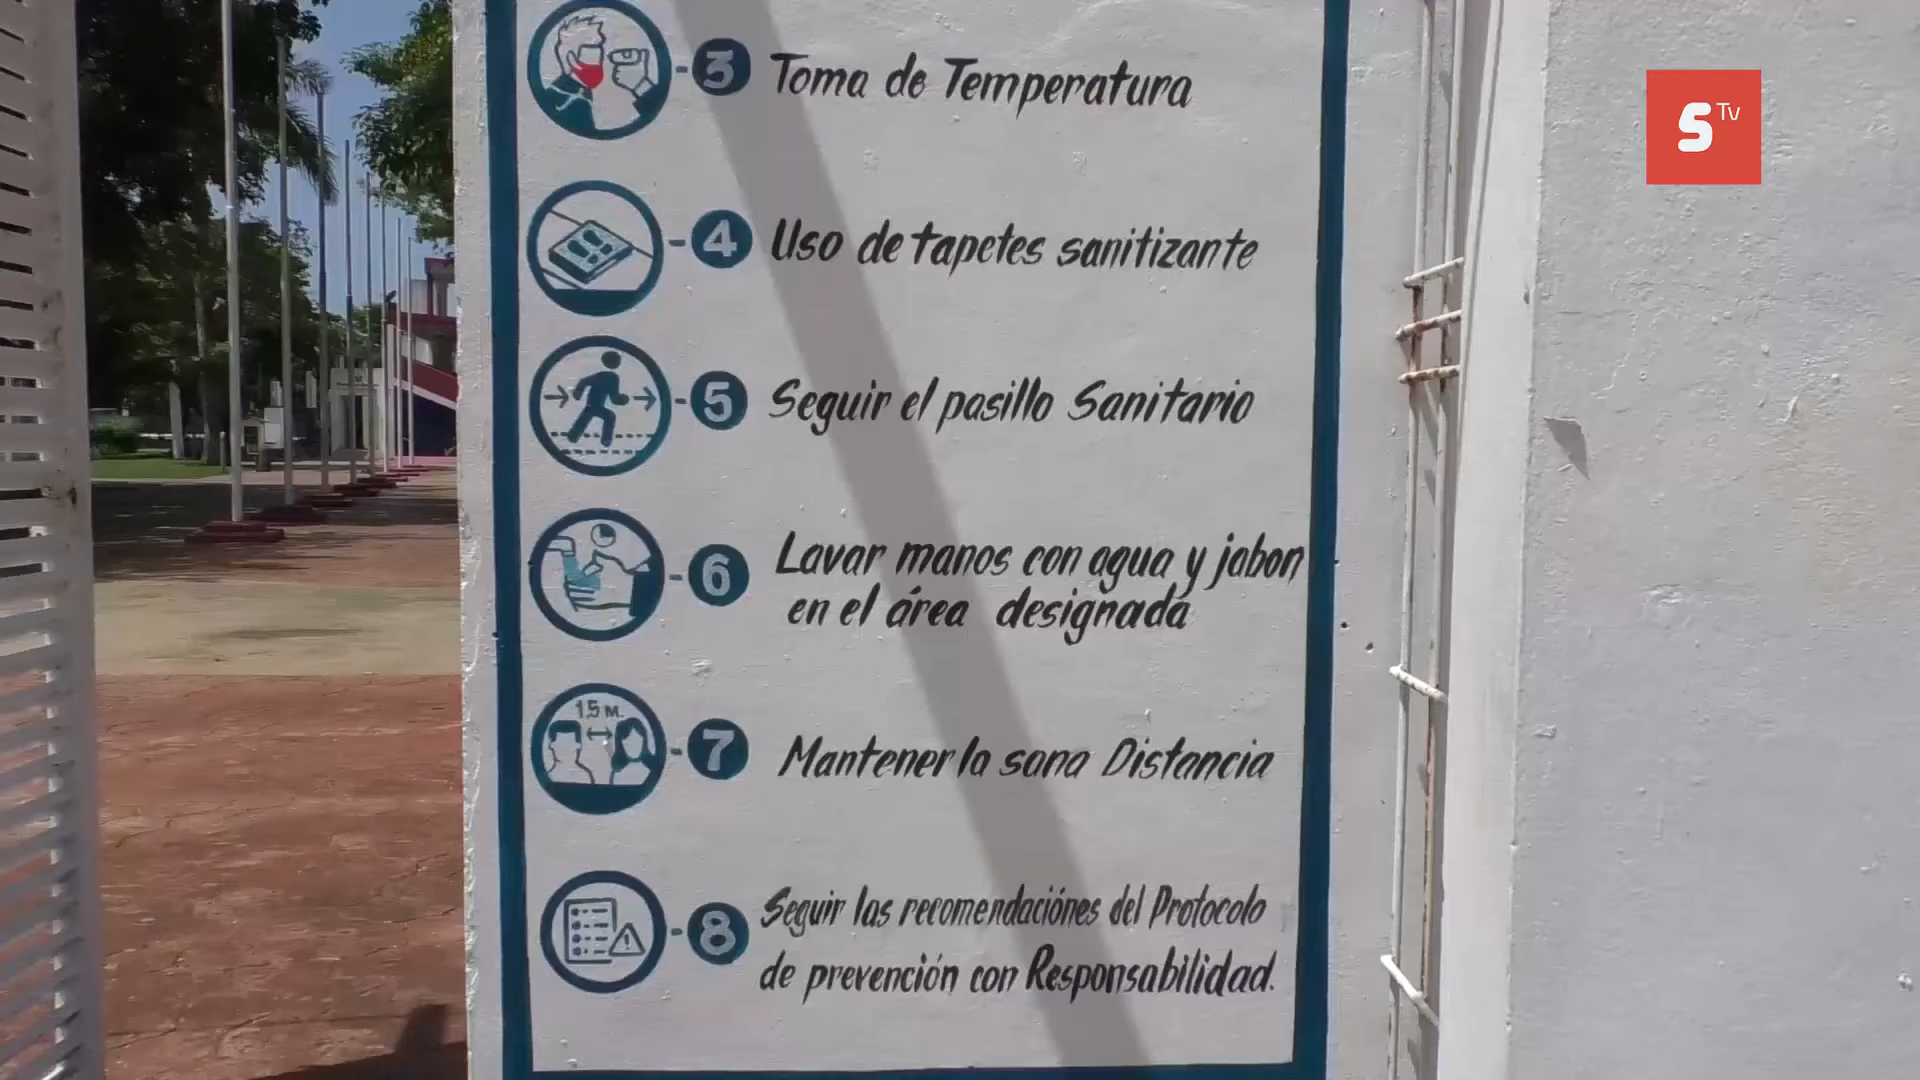 3 Toma de Temperatura
S Tv
4 Uso de tapetes sanitizante
5 Seguir el pasillo Sanitario
6 Lavar manos con agua y jabon
en el área designada
1.5 M.
7 Mantener la sana Distancia
8 Seguir las recomendaciónes del Protocolo
de prevención con Responsabilidad.